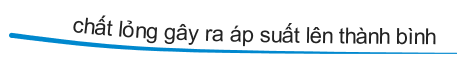 chất lỏng gây ra áp suất lên thành bình